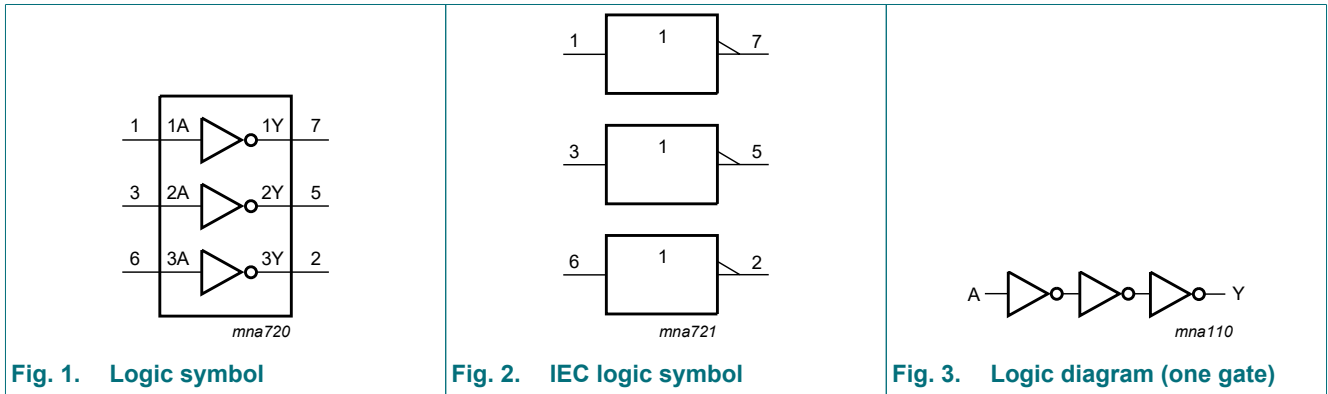 1 1A 1Y 7
3 2A 2Y 5
6 3A 3Y 2
mna720
Fig. 1. Logic symbol
1 1 7
3 1 5
6 1 2
mna721
Fig. 2. IEC logic symbol
A Y
mna110
Fig. 3. Logic diagram (one gate)